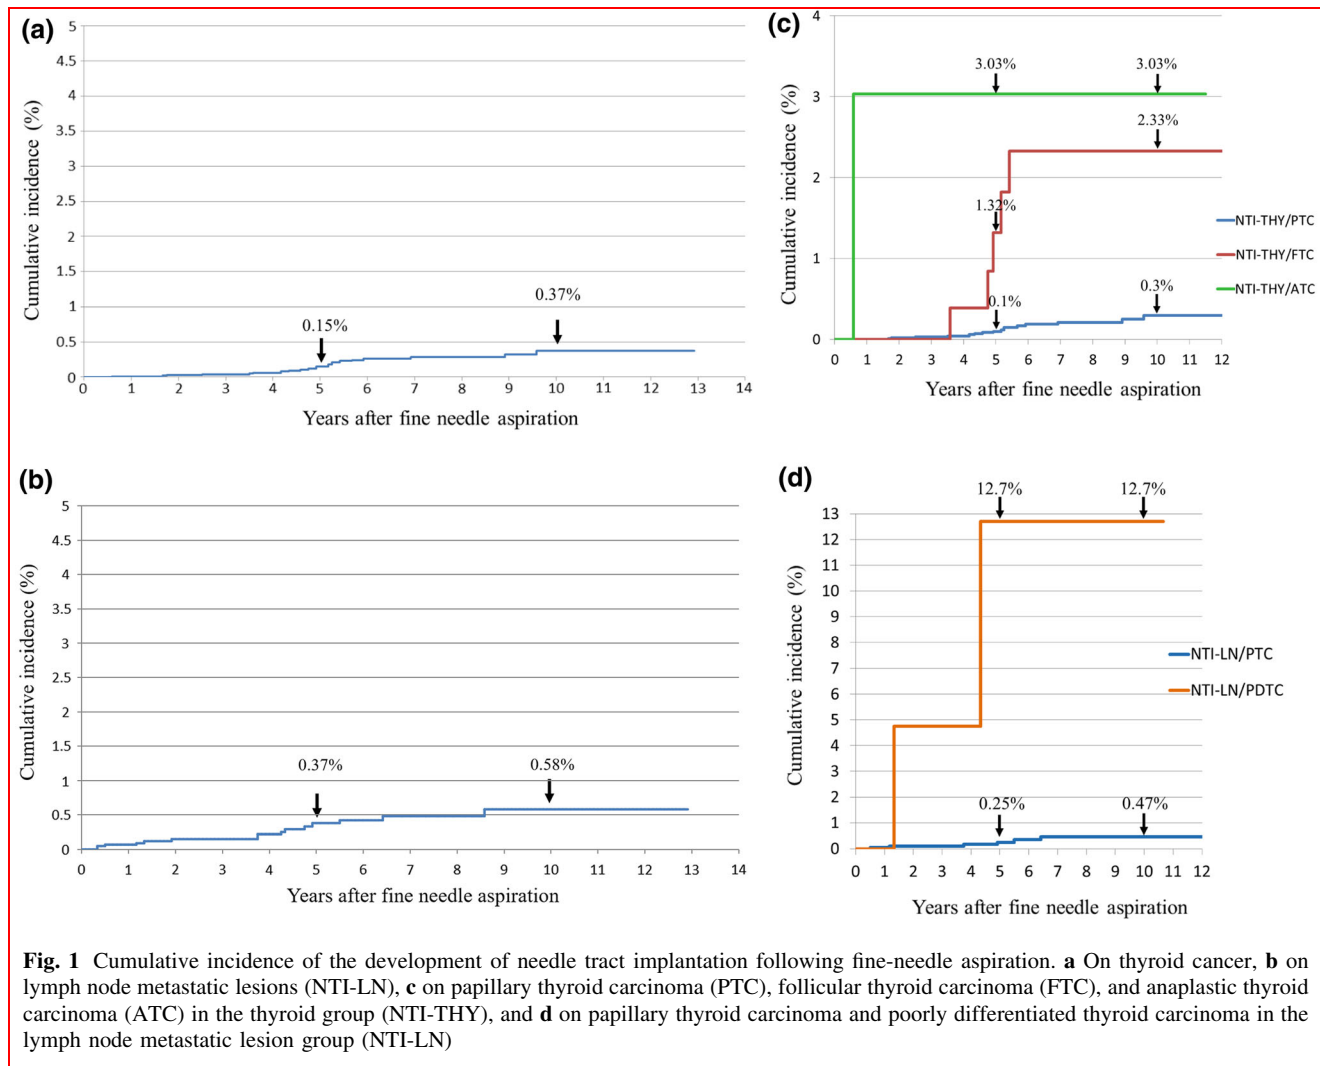 (a)
5
4.5
4
3.5
3
2.5
2
1.5
1
0.5
0
Cumulative incidence (%)
0.15%
0.37%
0 1 2 3 4 5 6 7 8 9 10 11 12 13 14
Years after fine needle aspiration
(b)
5
4.5
4
3.5
3
2.5
2
1.5
1
0.5
0
Cumulative incidence (%)
0.37%
0.58%
0 1 2 3 4 5 6 7 8 9 10 11 12 13 14
Years after fine needle aspiration
(c)
4
3
2
1
0
Cumulative incidence (%)
3.03% 3.03%
2.33%
1.32%
0.1%
0.3%
NTI-THY/PTC
NTI-THY/FTC
NTI-THY/ATC
0 1 2 3 4 5 6 7 8 9 10 11 12
Years after fine needle aspiration
(d)
13
12
11
10
9
8
7
6
5
4
3
2
1
0
Cumulative incidence (%)
12.7% 12.7%
0.25% 0.47%
NTI-LN/PTC
NTI-LN/PDTC
0 1 2 3 4 5 6 7 8 9 10 11 12
Years after fine needle aspiration
Fig. 1 Cumulative incidence of the development of needle tract implantation following fine-needle aspiration. a On thyroid cancer, b on
lymph node metastatic lesions (NTI-LN), c on papillary thyroid carcinoma (PTC), follicular thyroid carcinoma (FTC), and anaplastic thyroid
carcinoma (ATC) in the thyroid group (NTI-THY), and d on papillary thyroid carcinoma and poorly differentiated thyroid carcinoma in the
lymph node metastatic lesion group (NTI-LN)